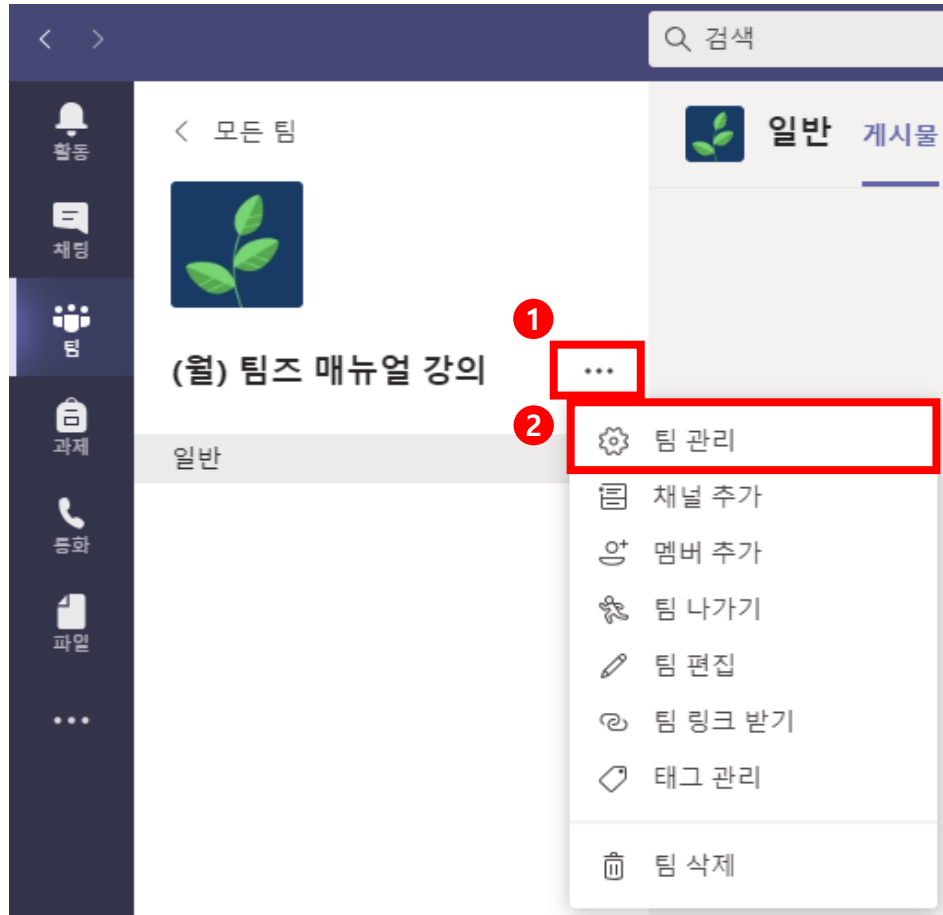 검색
활동
채팅
팀
과제
통화
파일
모든 팀
(월) 팀즈 매뉴얼 강의
일반
일반 게시물
1
2
팀 관리
채널 추가
멤버 추가
팀 나가기
팀 편집
팀 링크 받기
태그 관리
팀 삭제